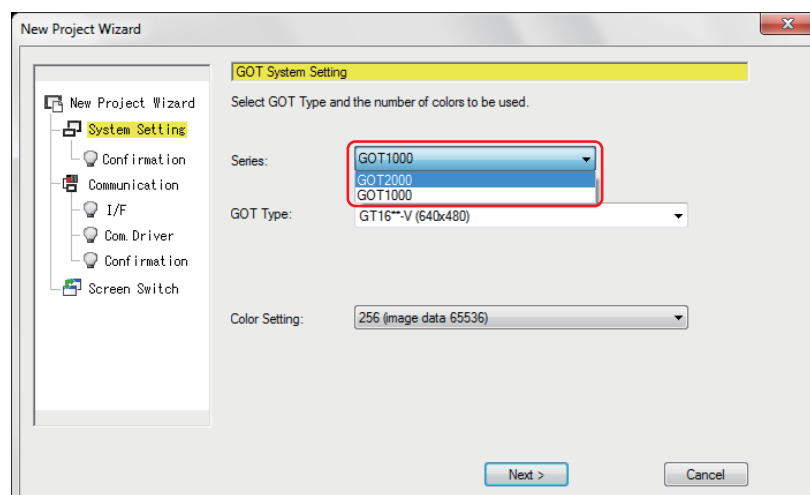 New Project Wizard
x
New Project Wizard
System Setting
Confirmation
Communication
I/F
Com. Driver
Confirmation
Screen Switch
GOT System Setting
Select GOT Type and the number of colors to be used.
Series: GOT1000
GOT2000
GOT1000
GOT Type: GT16**-V (640x480)
Color Setting: 256 (image data 65536)
Next >
Cancel